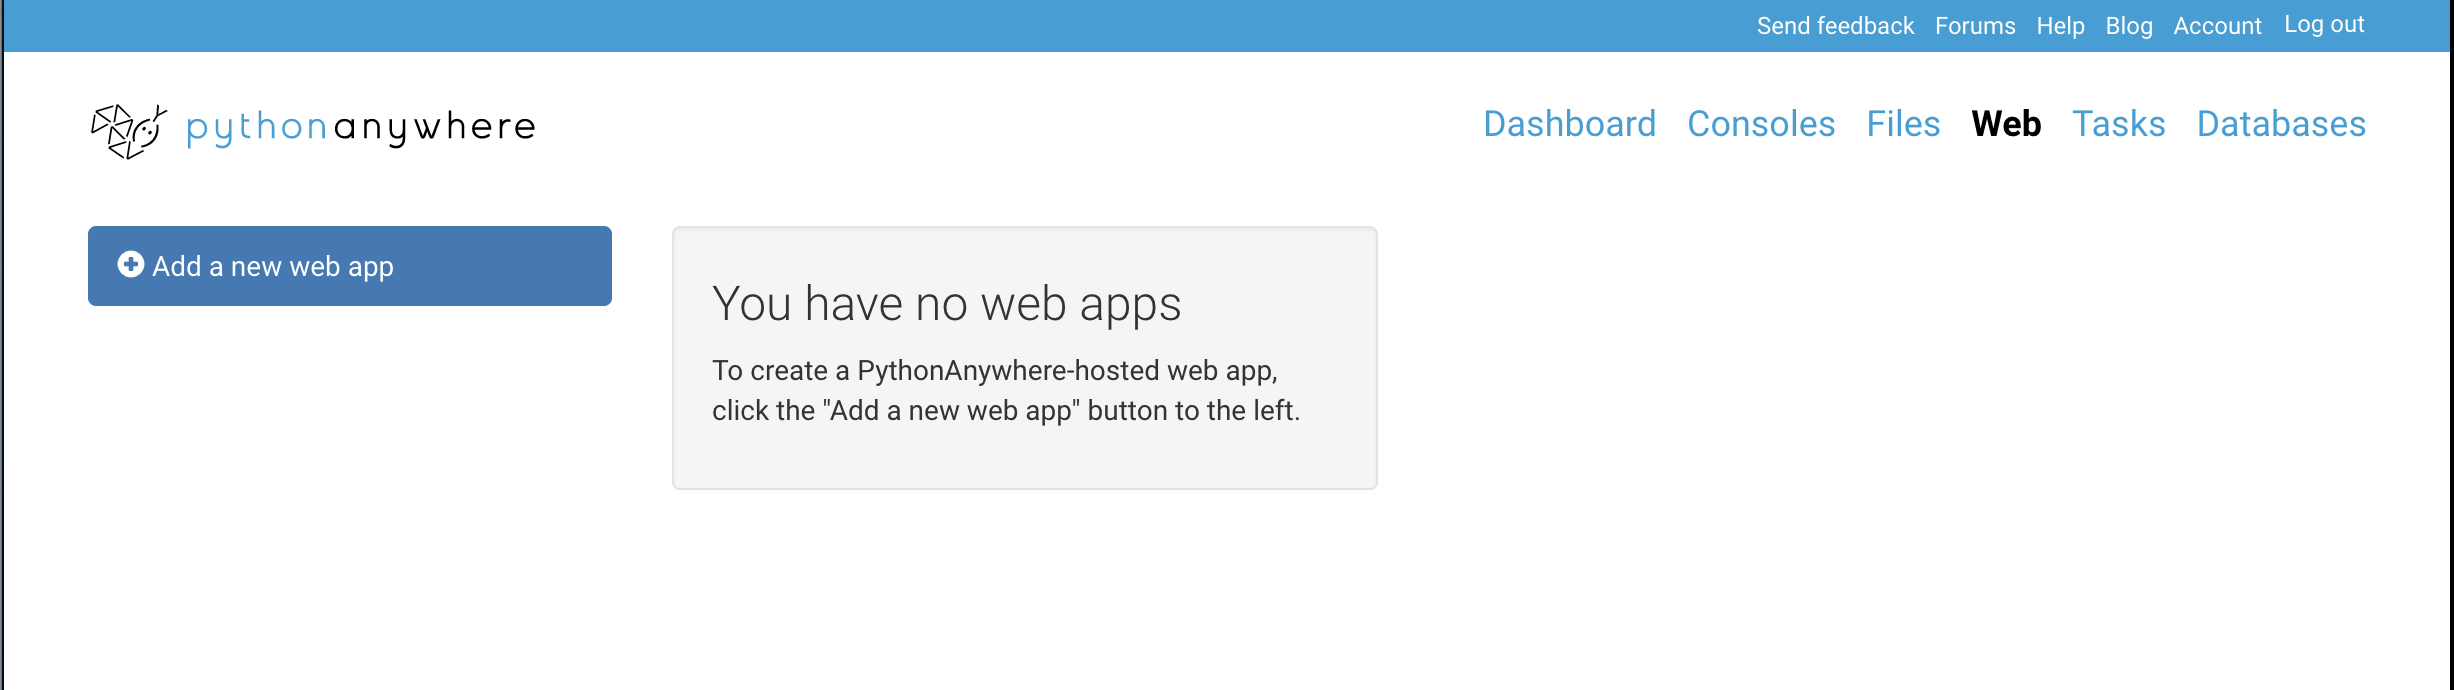 Send feedback Forums Help Blog Account Log out
pythonanywhere
Dashboard Consoles Files Web Tasks Databases
Add a new web app
You have no web apps
To create a PythonAnywhere-hosted web app,
click the "Add a new web app" button to the left.